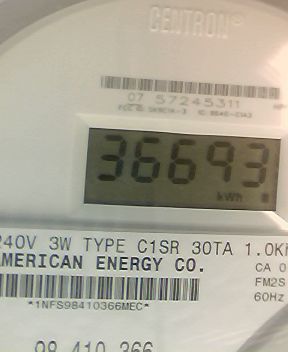 CENTRON®
07 57245311
36693
kWh
240V 3W TYPE C1SR 30TA 1.0Kh
AMERICAN ENERGY CO.
CA 0
FM2S
*1NFS98410366MEC*
60Hz
98 410 366